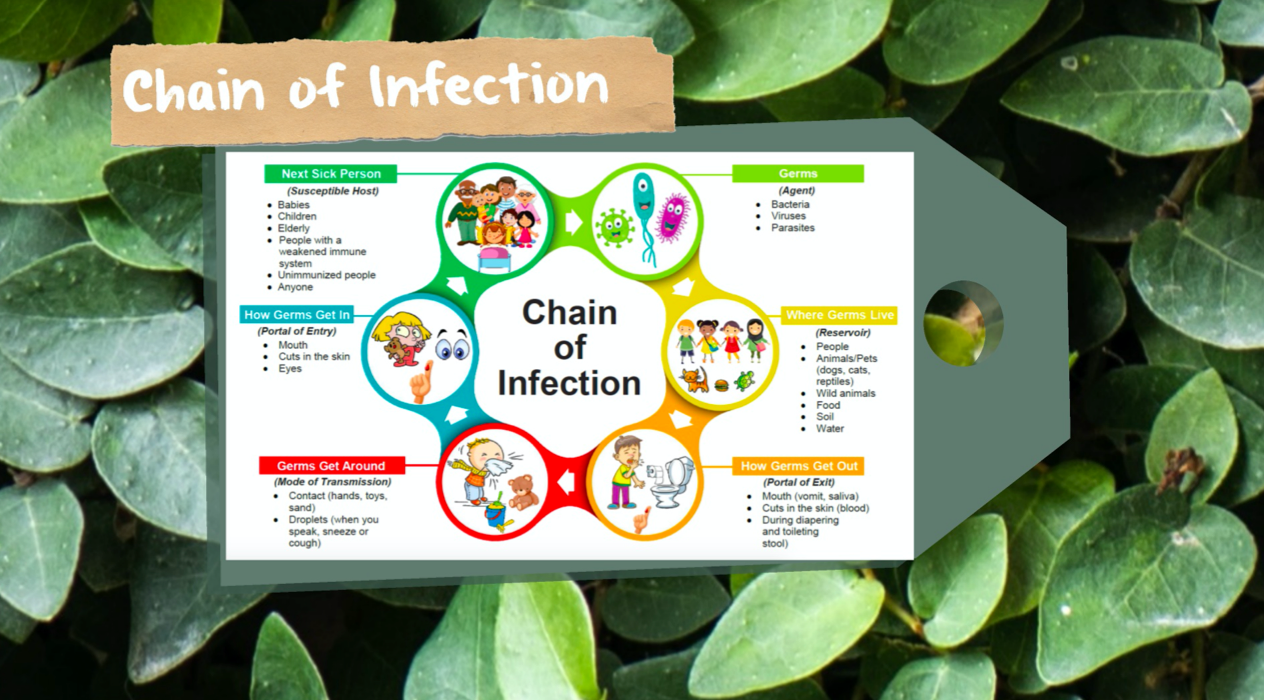 Chain of Infection
Next Sick Person
(Susceptible Host)
• Babies
• Children
• Elderly
• People with a
weakened immune
system
• Unimmunized people
• Anyone
Germs
(Agent)
• Bacteria
• Viruses
• Parasites
How Germs Get In
(Portal of Entry)
• Mouth
• Cuts in the skin
• Eyes
Chain
of
Infection
Where Germs Live
(Reservoir)
• People
• Animals/Pets
(dogs, cats,
reptiles)
• Wild animals
• Food
• Soil
• Water
Germs Get Around
(Mode of Transmission)
• Contact (hands, toys,
sand)
• Droplets (when you
speak, sneeze or
cough)
How Germs Get Out
(Portal of Exit)
• Mouth (vomit, saliva)
• Cuts in the skin (blood)
• During diapering
and toileting
stool)